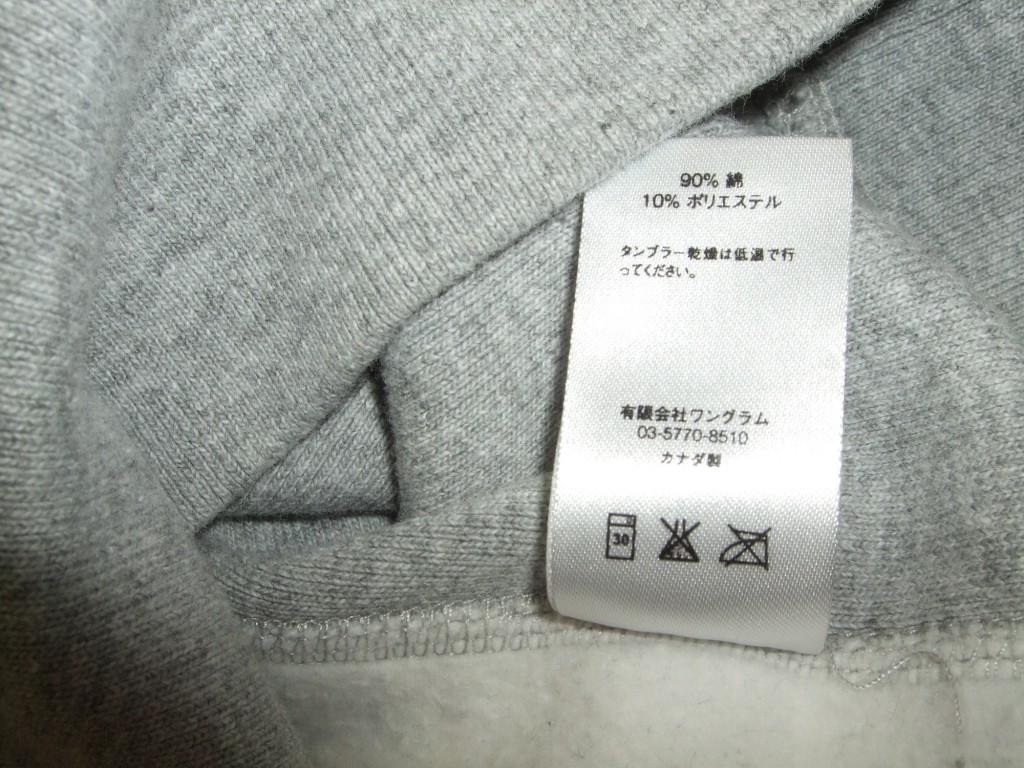 90% 綿
10% ポリエステル
タンブラー乾燥は低温で行
ってください。
有限会社ワングラム
03-5770-8510
カナダ製
30